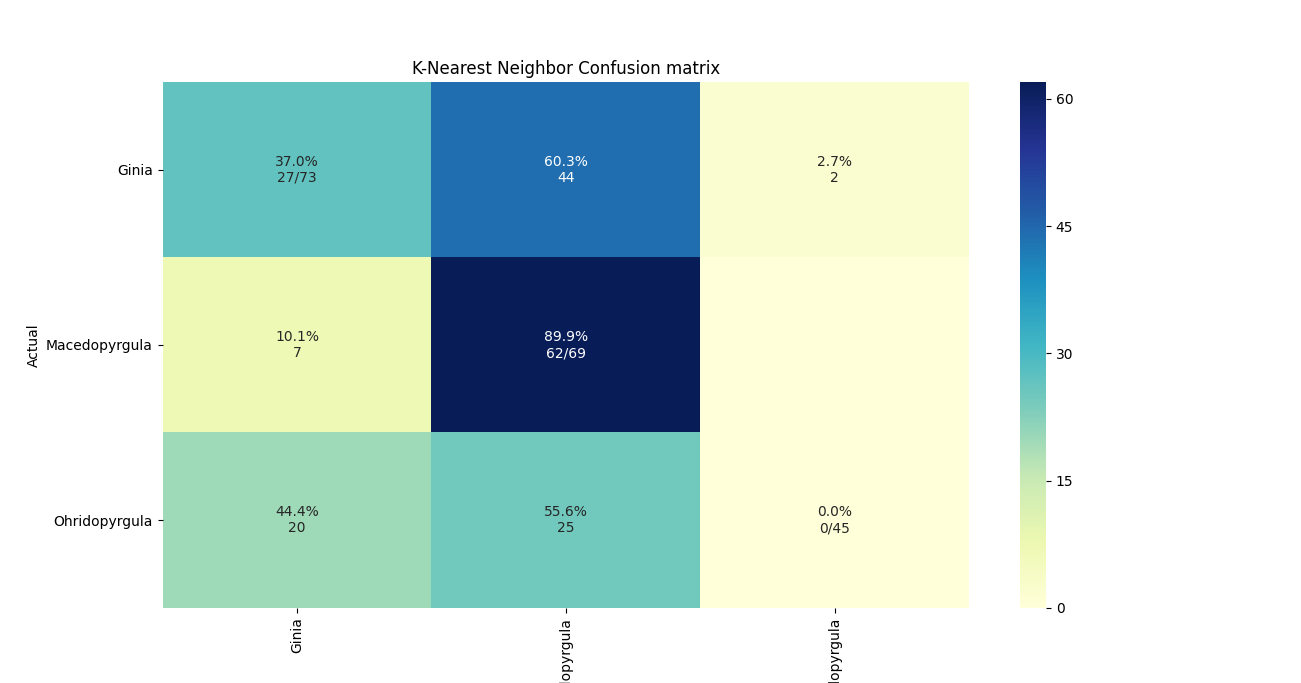 K-Nearest Neighbor Confusion matrix
Actual
Ginia
37.0%
27/73
60.3%
44
2.7%
2
Macedopyrgula
10.1%
7
89.9%
62/69
Ohridopyrgula
44.4%
20
55.6%
25
0.0%
0/45
Ginia
dopyrgula
dopyrgula
60
45
30
15
0